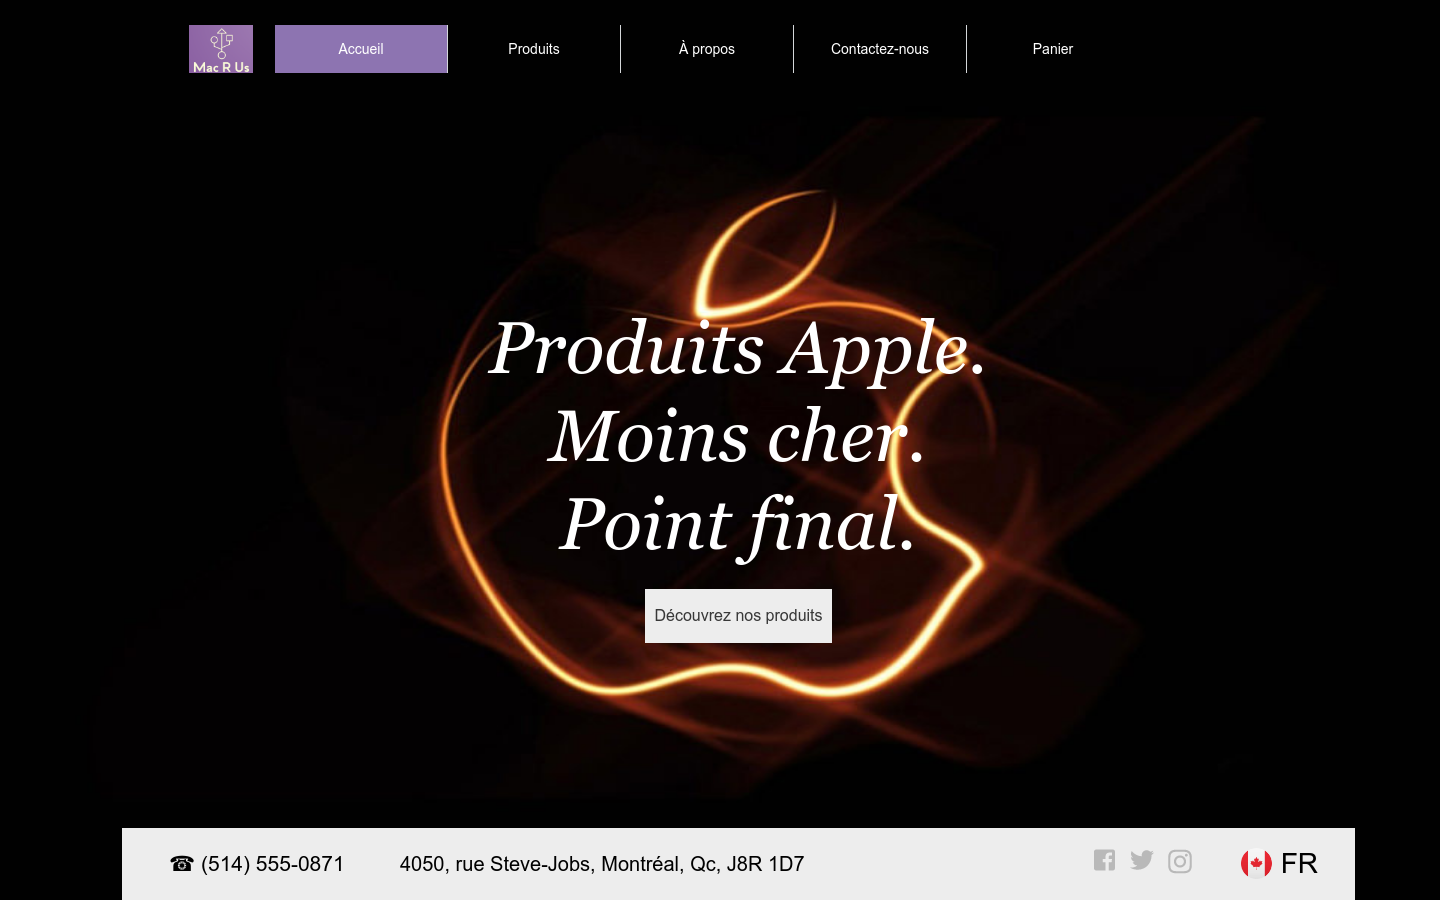 Mac R Us
Accueil
Produits
À propos
Contactez-nous
Panier
Produits Apple.
Moins cher.
Point final.
Découvrez nos produits
☎ (514) 555-0871
4050, rue Steve-Jobs, Montréal, Qc, J8R 1D7
FR